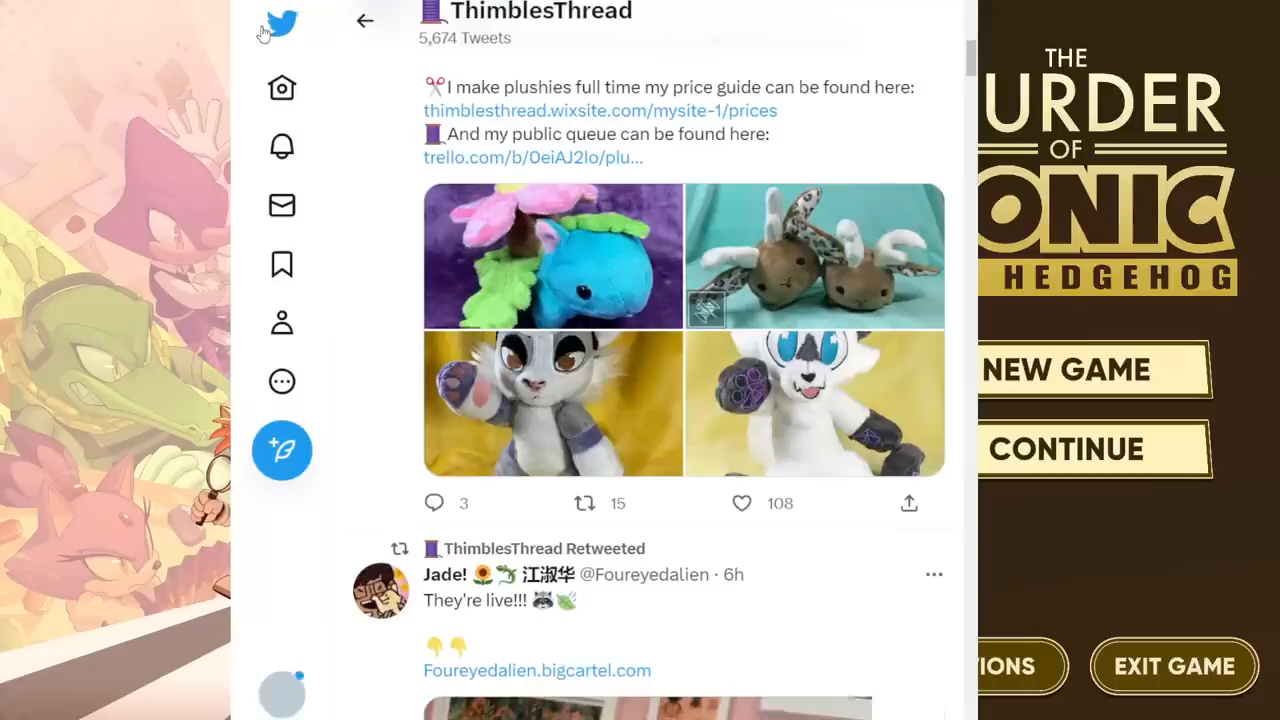 🧵ThimblesThread
5,674 Tweets
✂️I make plushies full time my price guide can be found here:
thimblesthread.wixsite.com/mysite-1/prices
🧵And my public queue can be found here:
trello.com/b/0eiAJ2lo/plu...
3 15 108
🧵ThimblesThread Retweeted
Jade! 🌻🐉 江淑华 @Foureyedalien · 6h
They're live!!! 🦝🍃
👇👇
Foureyedalien.bigcartel.com
THE
URDER
OF
ONIC
HEDGEHOG
NEW GAME
CONTINUE
IONS
EXIT GAME